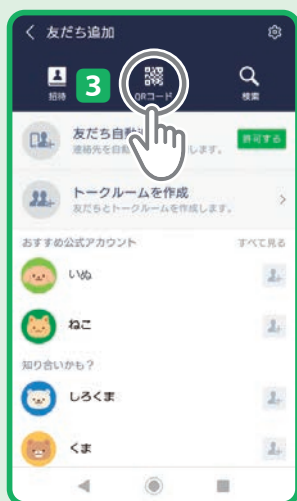 友だち追加
3
招待
QRコード
検索
友だち自動
連絡先を自動 します。
許可する
トークルームを作成
友だちとトークルームを作成します。
おすすめ公式アカウント
すべて見る
いぬ
ねこ
知り合いかも?
しろくま
くま